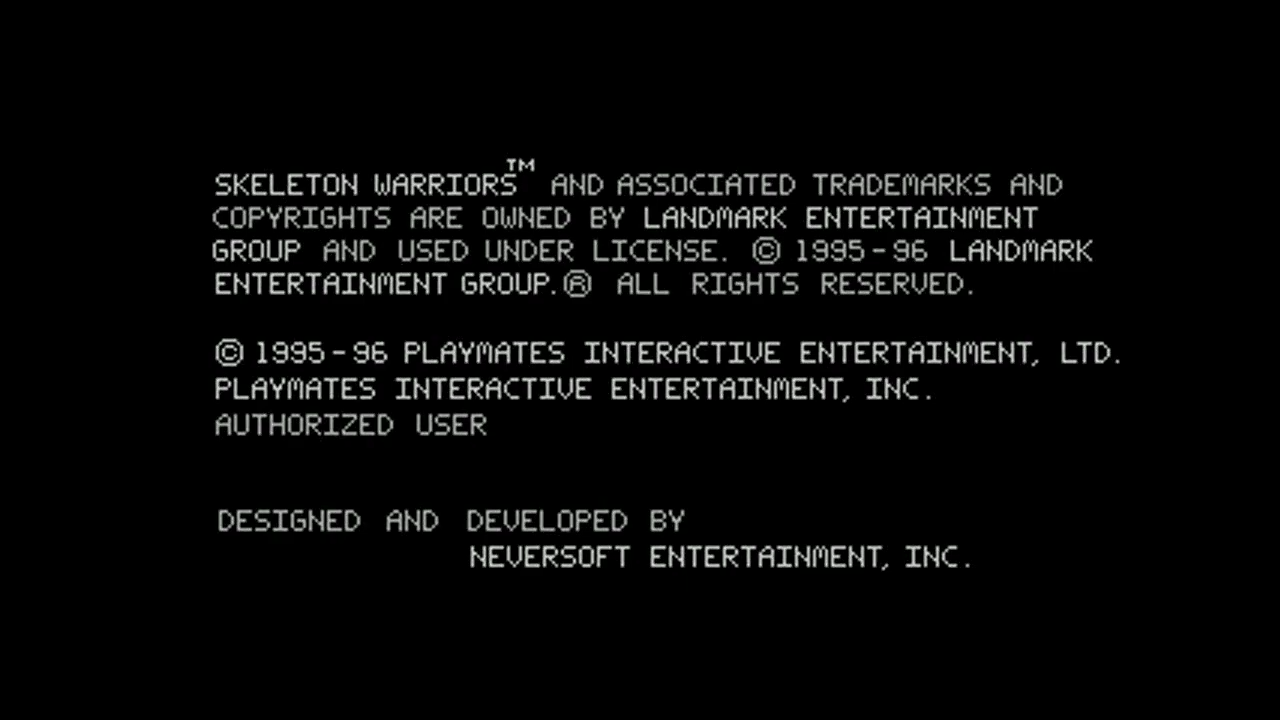 SKELETON WARRIORS™ AND ASSOCIATED TRADEMARKS AND
COPYRIGHTS ARE OWNED BY LANDMARK ENTERTAINMENT
GROUP AND USED UNDER LICENSE. © 1995-96 LANDMARK
ENTERTAINMENT GROUP.® ALL RIGHTS RESERVED.
© 1995-96 PLAYMATES INTERACTIVE ENTERTAINMENT, LTD.
PLAYMATES INTERACTIVE ENTERTAINMENT, INC.
AUTHORIZED USER
DESIGNED AND DEVELOPED BY
NEVERSOFT ENTERTAINMENT, INC.